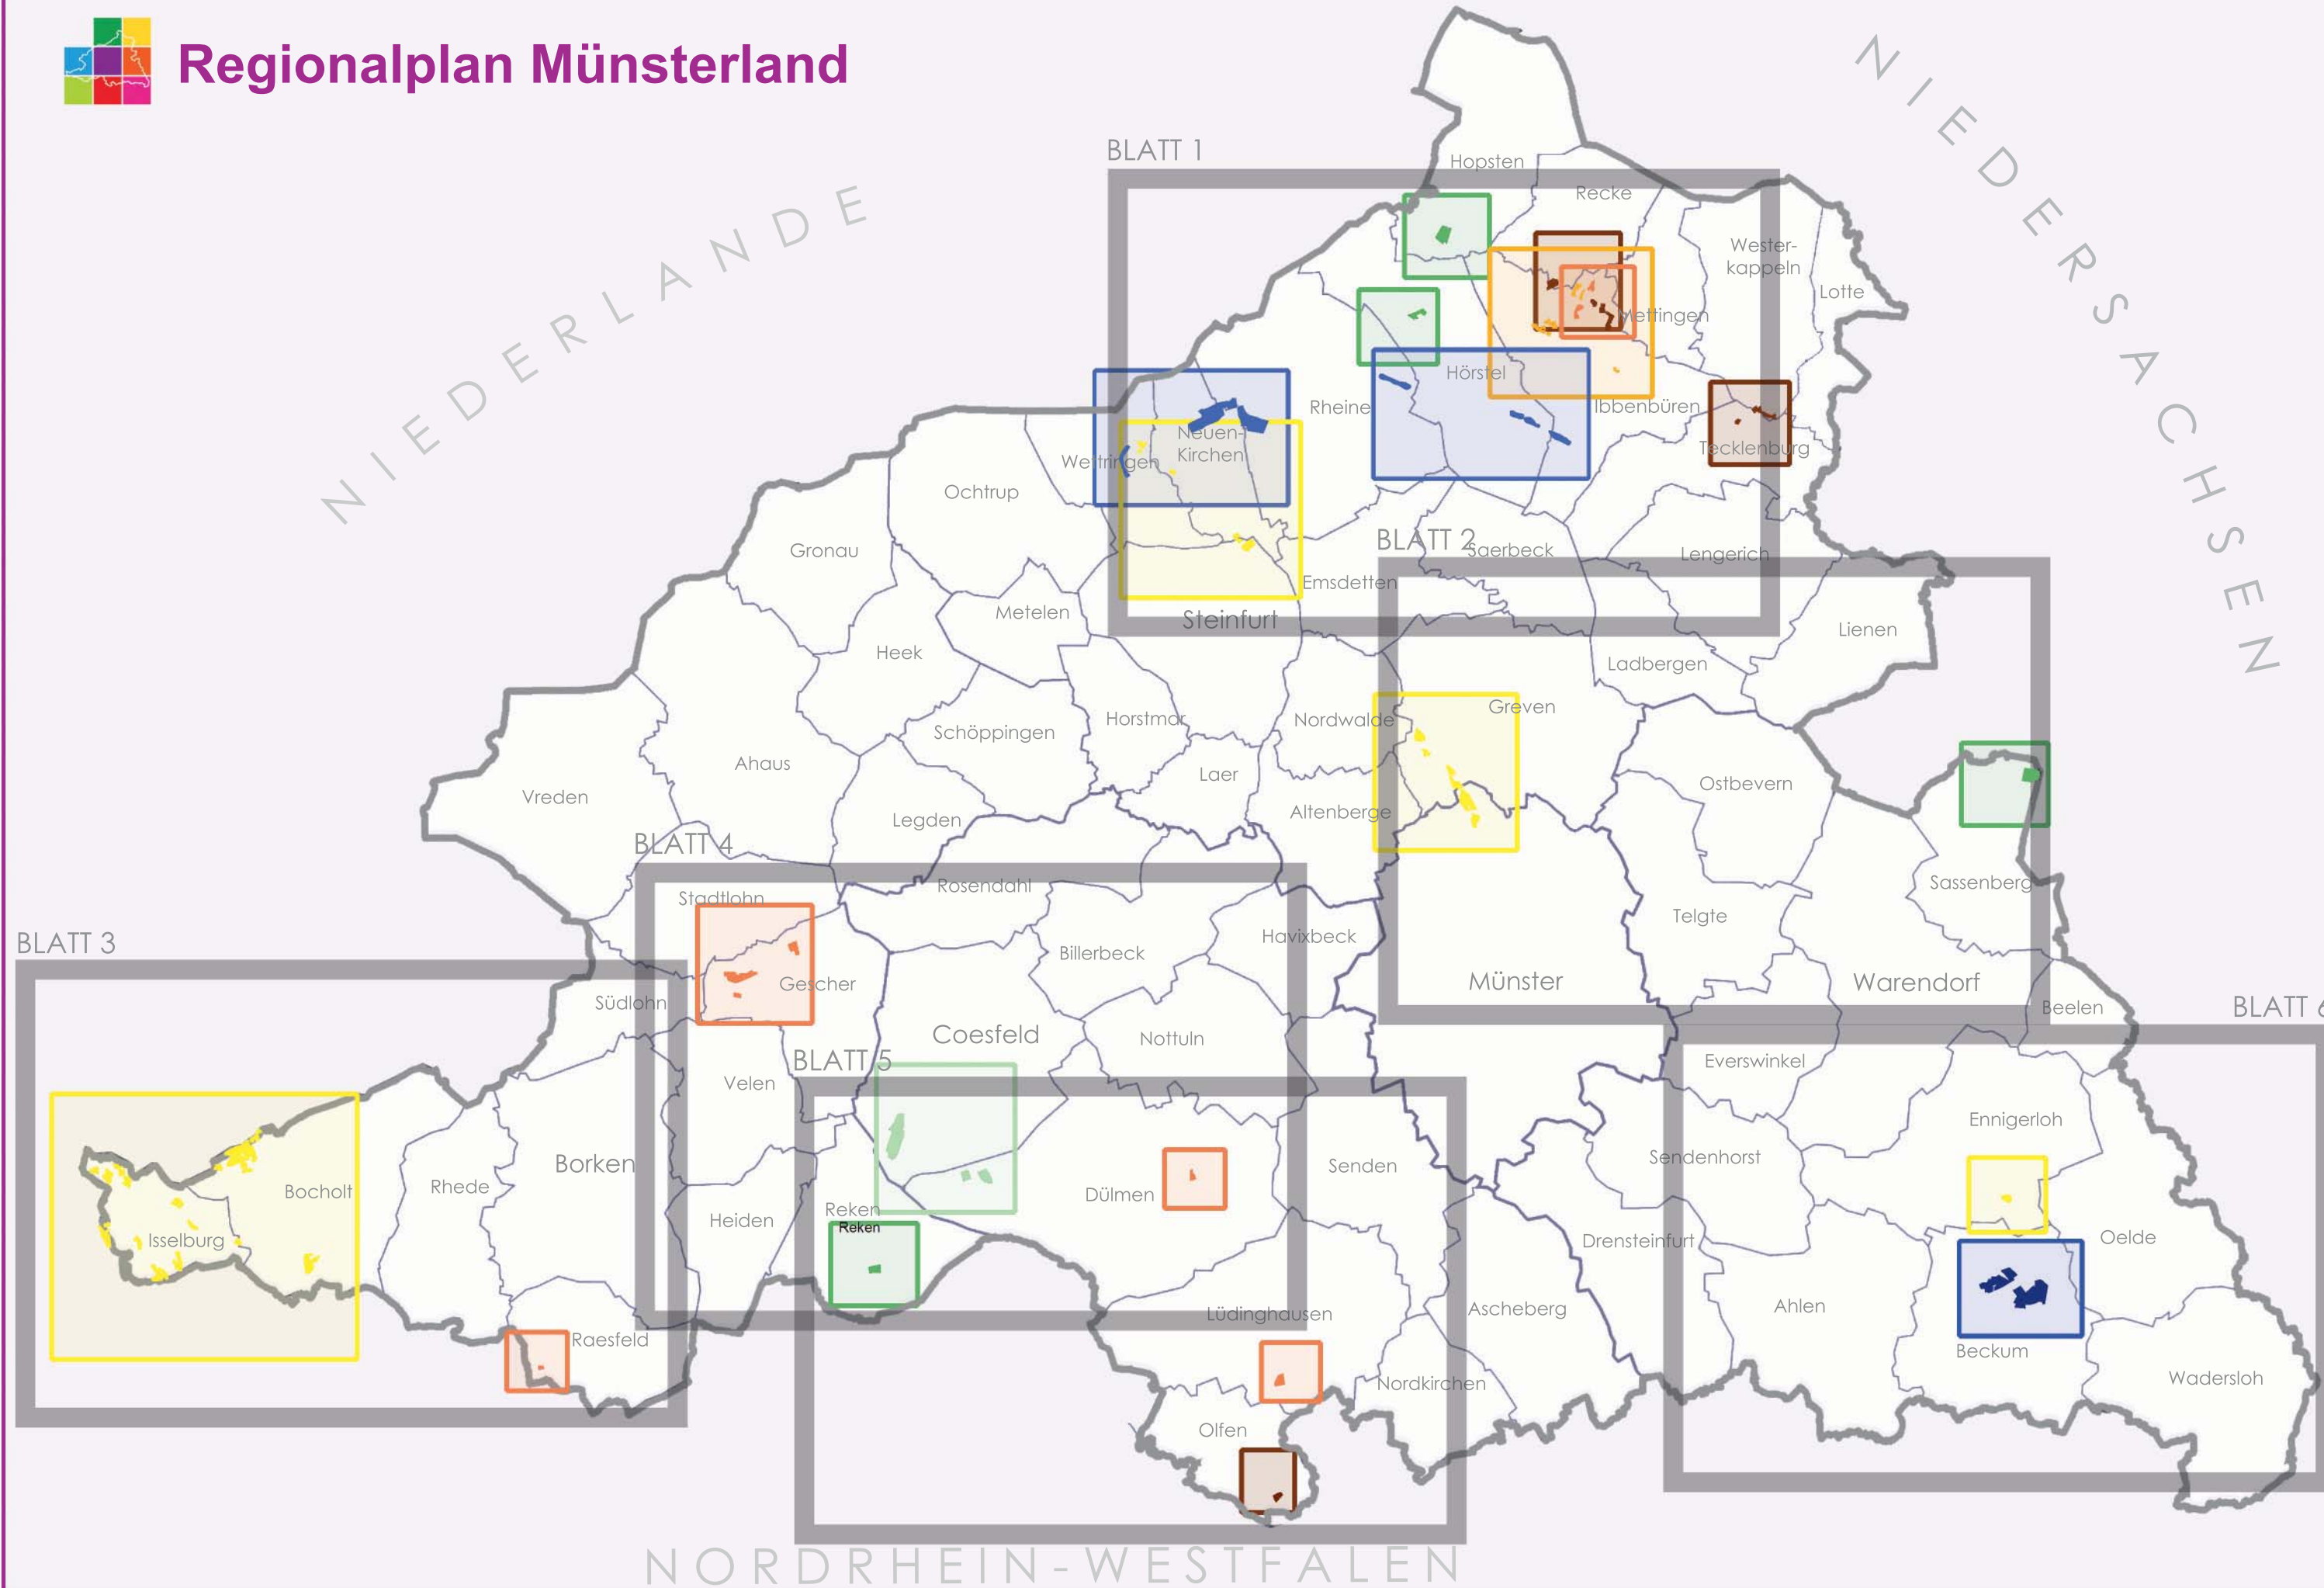 Regionalplan Münsterland
NIEDERLANDE
NIEDERSACHSEN
BLATT 1
Hopsten
Recke
Wester-
kappeln
Lotte
Mettingen
Hörstel
Rheine
Ibbenbüren
Neuen-
Kirchen
Wettringen
Tecklenburg
Ochtrup
BLATT 2
Saerbeck
Lengerich
Gronau
Emsdetten
Metelen
Steinfurt
Lienen
Heek
Ladbergen
Greven
Horstmar
Nordwalde
Schöppingen
Ahaus
Laer
Ostbevern
Vreden
Altenberge
Legden
BLATT 4
Rosendahl
Sassenberg
Stadtlohn
Telgte
Havixbeck
BLATT 3
Billerbeck
Gescher
Münster
Warendorf
Südlohn
Beelen
BLATT 6
Coesfeld
Nottuln
BLATT 5
Everswinkel
Velen
Ennigerloh
Borken
Senden
Sendenhorst
Rhede
Bocholt
Dülmen
Reken
Reken
Heiden
Isselburg
Drensteinfurt
Oelde
Ahlen
Ascheberg
Lüdinghausen
Raesfeld
Beckum
Wadersloh
Nordkirchen
Olfen
NORDRHEIN-WESTFALEN